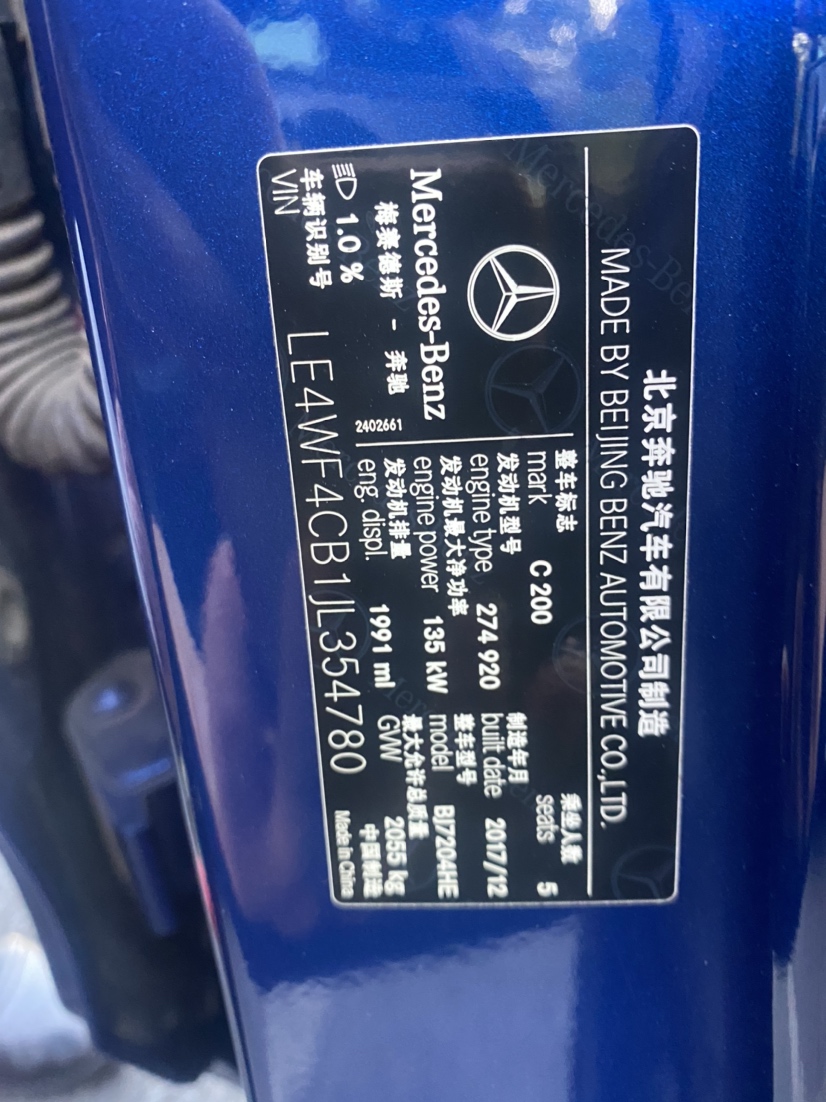 北京奔驰汽车有限公司制造
MADE BY BEIJING BENZ AUTOMOTIVE CO.,LTD.
Mercedes-Benz
梅赛德斯 - 奔驰
1.0 %
2402661
整车标志
mark C 200
乘坐人数
seats 5
发动机型号
engine type 274 920
制造年月
built date 2017/12
发动机最大净功率
engine power 135 kW
整车型号
model BJ7204HE
发动机排量
eng. displ. 1991 ml
最大允许总质量
GVW 2055 kg
车辆识别号
VIN LE4WF4CB1JL354780
中国制造
Made in China